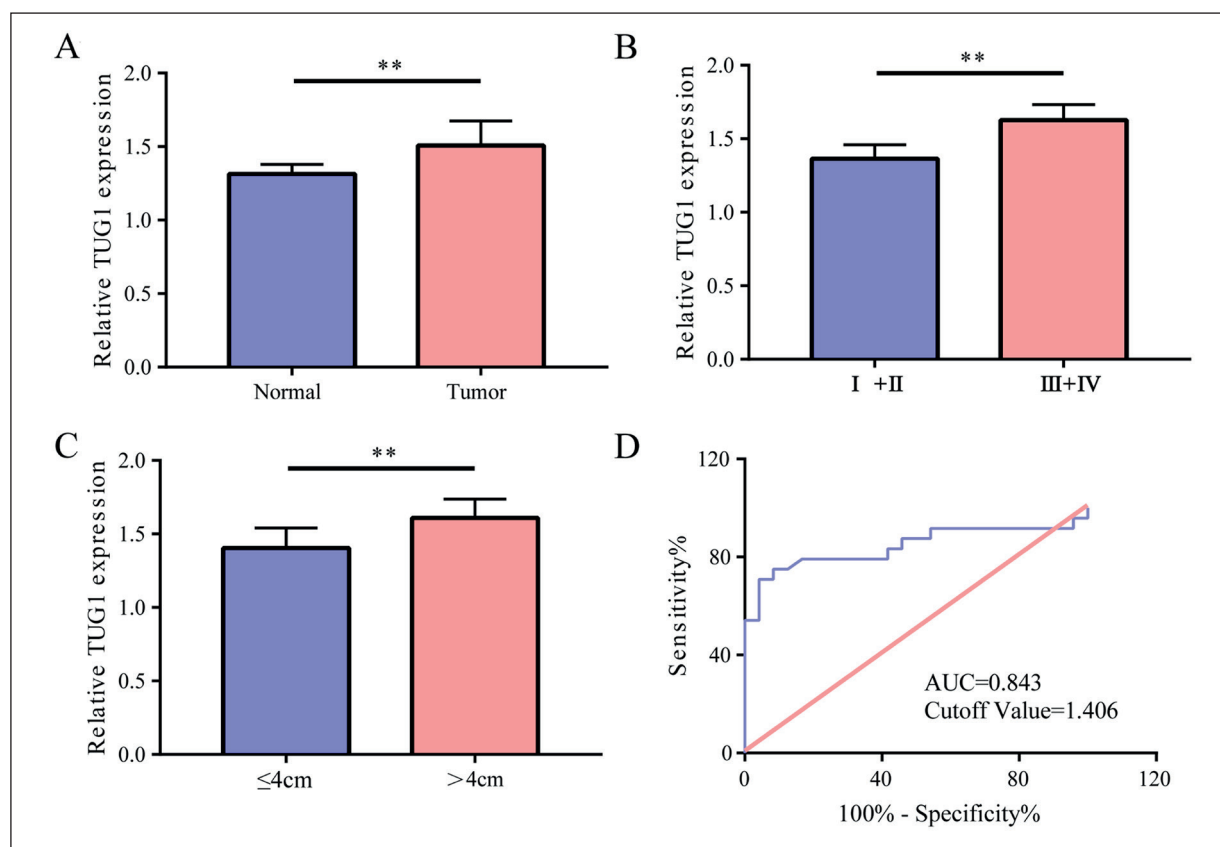 A
Relative TUG1 expression
2.0
1.5
1.0
0.5
0.0
**
Normal
Tumor
B
Relative TUG1 expression
2.0
1.5
1.0
0.5
0.0
**
Ⅰ +Ⅱ
Ⅲ+Ⅳ
C
Relative TUG1 expression
2.0
1.5
1.0
0.5
0.0
**
≤4cm
>4cm
D
Sensitivity%
120
80
40
0
AUC=0.843
Cutoff Value=1.406
0
40
80
120
100% - Specificity%